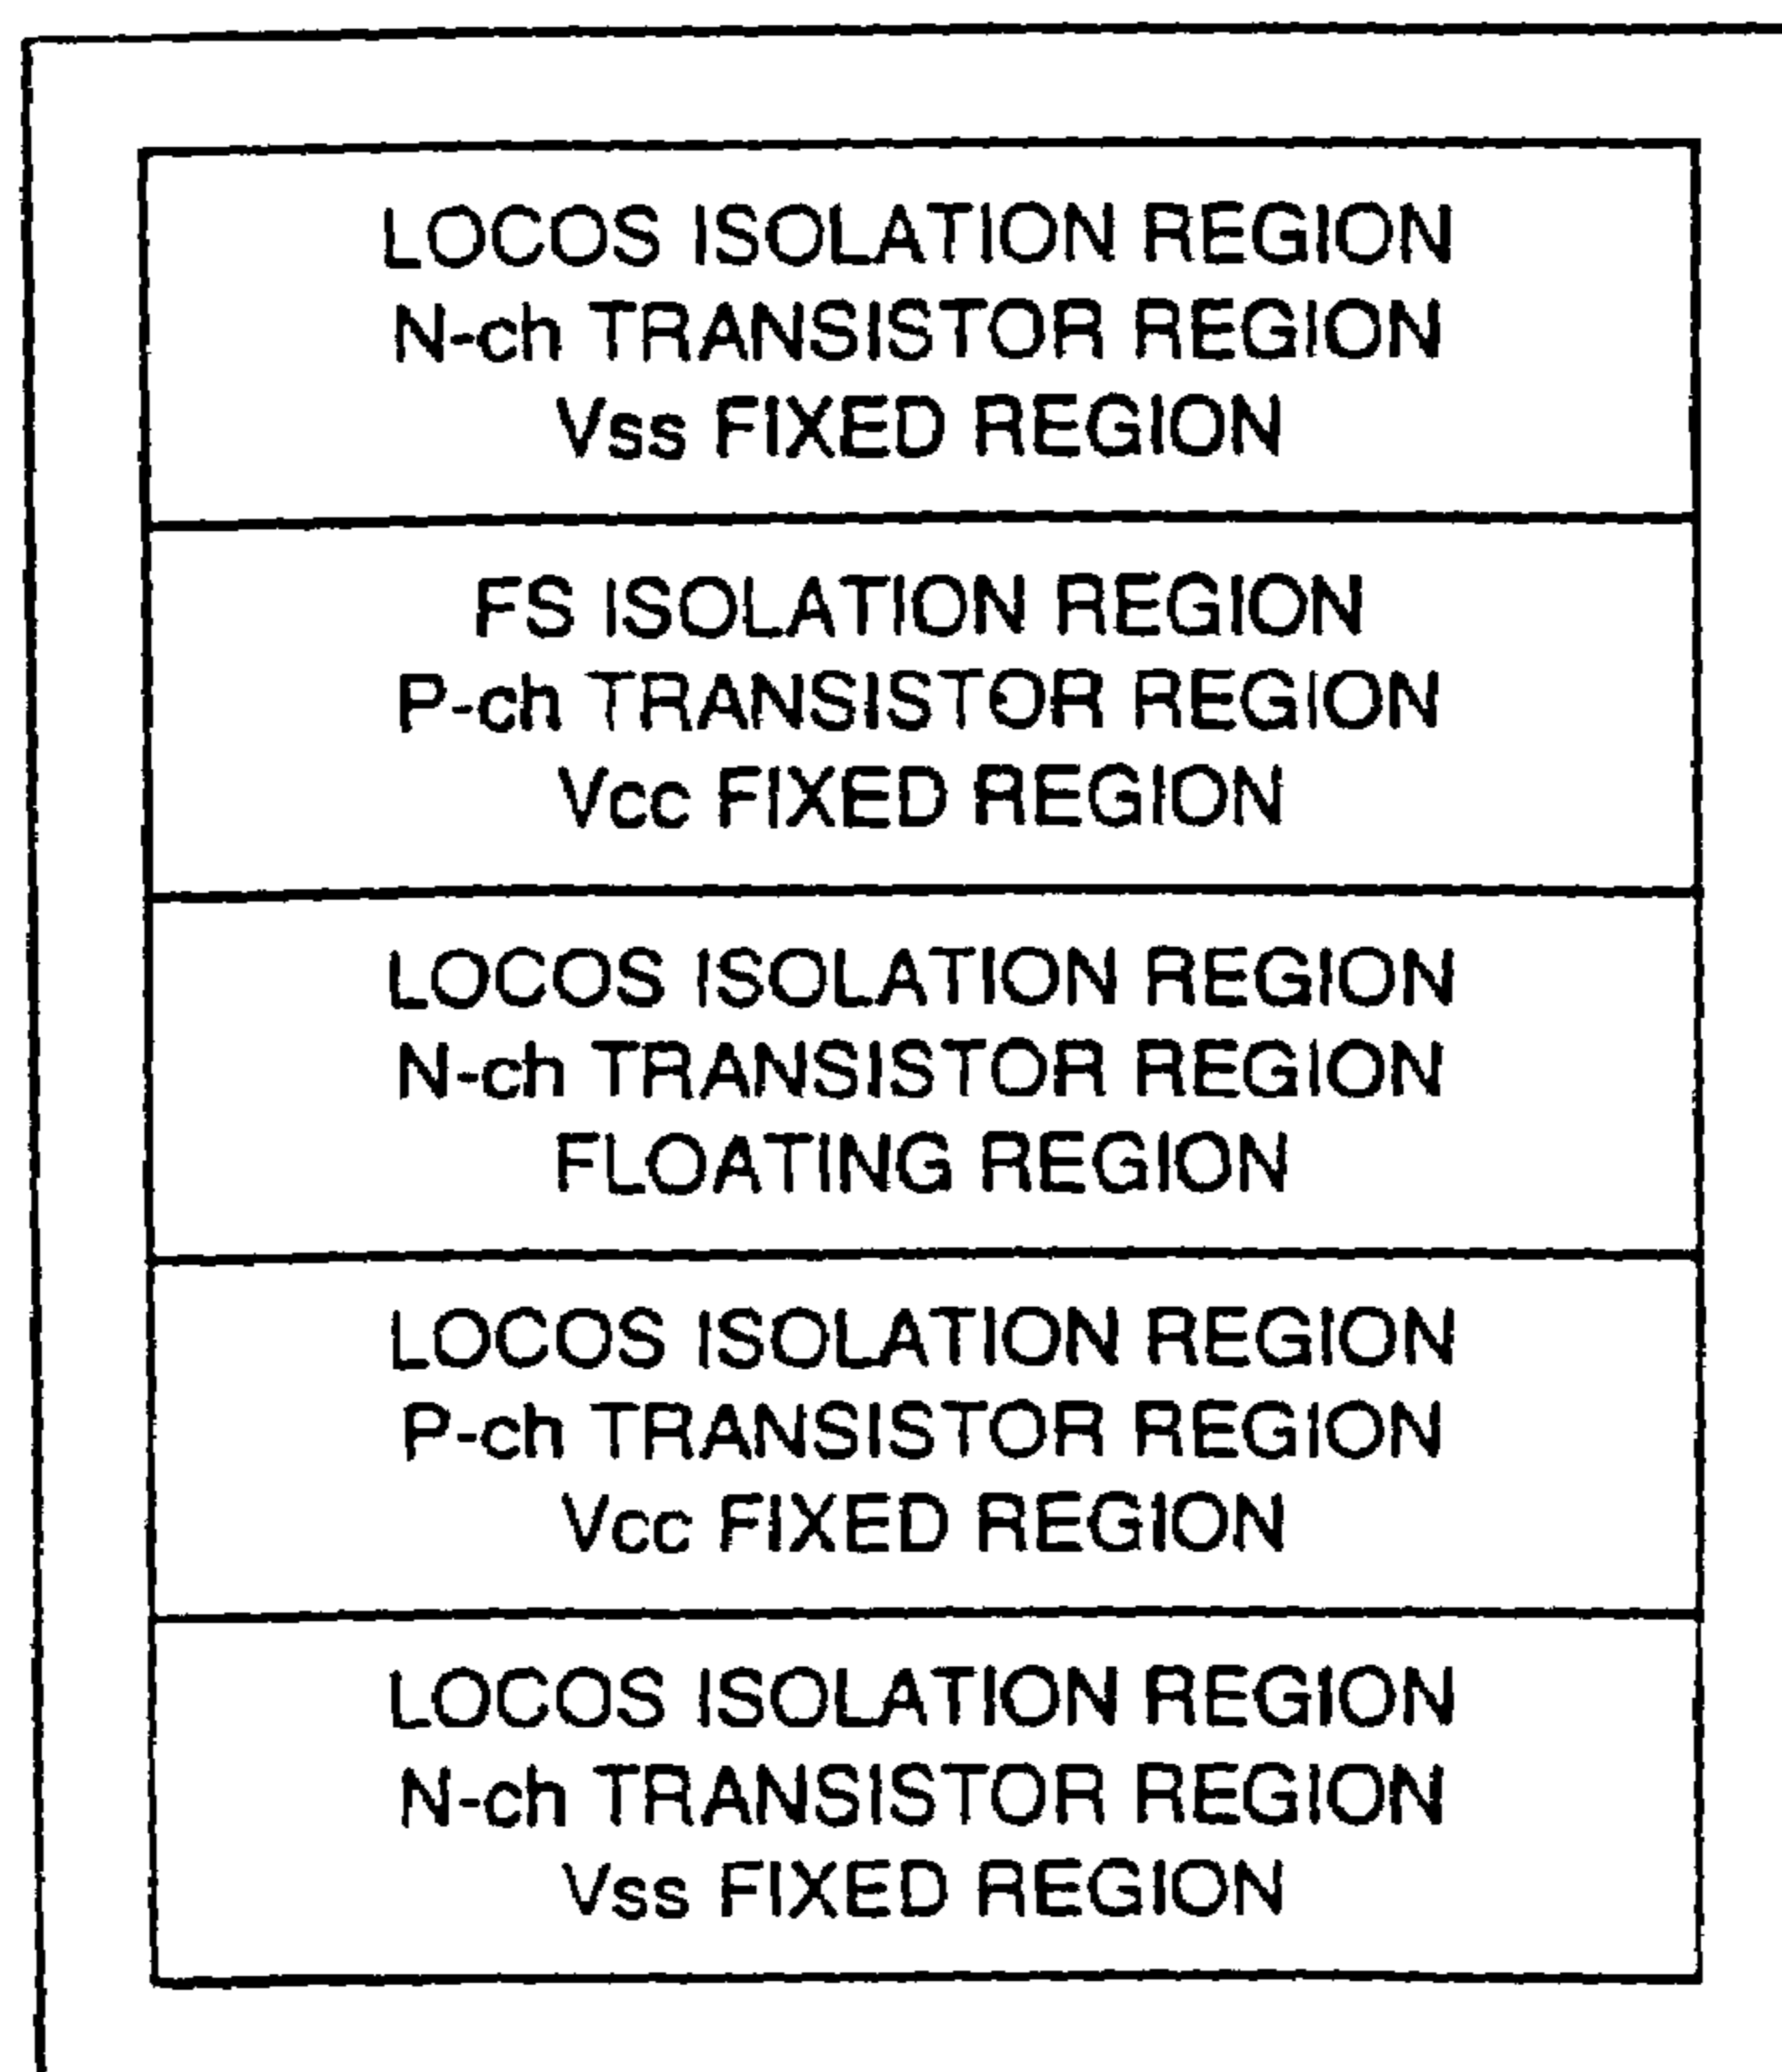 LOCOS ISOLATION REGION
N-ch TRANSISTOR REGION
Vss FIXED REGION
FS ISOLATION REGION
P-ch TRANSISTOR REGION
Vcc FIXED REGION
LOCOS ISOLATION REGION
N-ch TRANSISTOR REGION
FLOATING REGION
LOCOS ISOLATION REGION
P-ch TRANSISTOR REGION
Vcc FIXED REGION
LOCOS ISOLATION REGION
N-ch TRANSISTOR REGION
Vss FIXED REGION